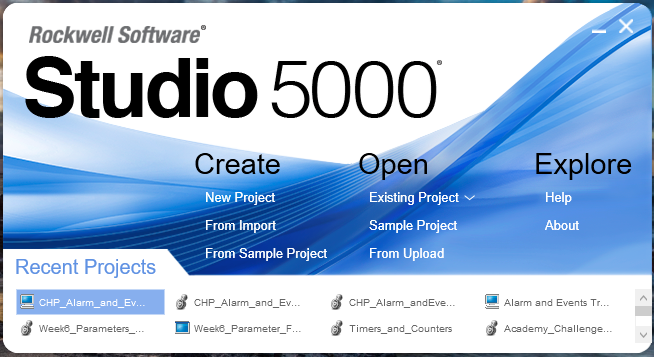 Rockwell Software®
Studio 5000®
Create Open Explore
New Project Existing Project Help
From Import Sample Project About
From Sample Project From Upload
Recent Projects
CHP_Alarm_and_Ev... CHP_Alarm_and_Ev... CHP_Alarm_andEve... Alarm and Events Tr...
Week6_Parameters_... Week6_Parameter_F... Timers_and_Counters Academy_Challenge...